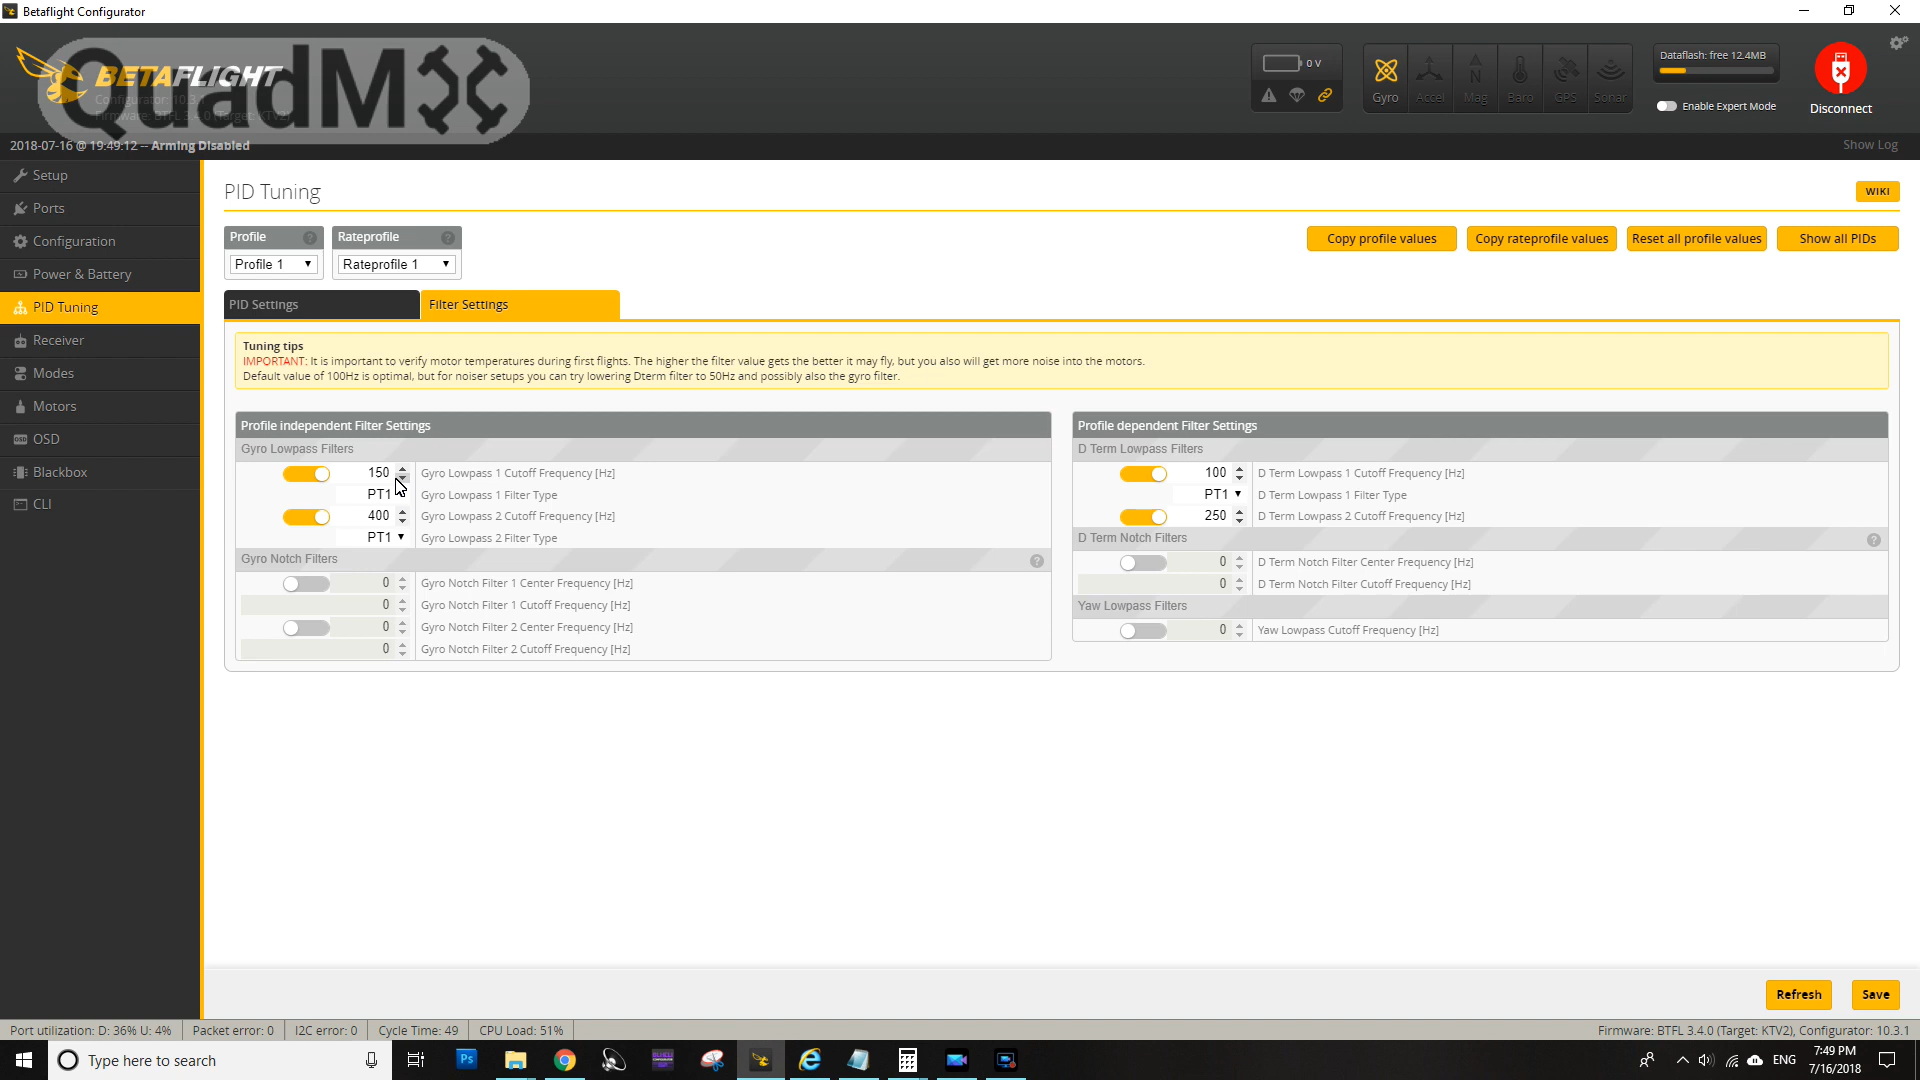 Betaflight Configurator
BETAFLIGHT
QuadMX
Configurator: 10.3.1
Firmware: BTFL 3.4.0 (Target: KTV2)
0 V
Gyro
Accel
Mag
Baro
GPS
Sonar
Dataflash: free 12.4MB
Enable Expert Mode
Disconnect
2018-07-16 @ 19:49:12 -- Arming Disabled
Show Log
Setup
Ports
Configuration
Power & Battery
PID Tuning
Receiver
Modes
Motors
OSD
Blackbox
CLI
PID Tuning
WIKI
Profile
Rateprofile
Profile 1
Rateprofile 1
Copy profile values
Copy rateprofile values
Reset all profile values
Show all PIDs
PID Settings
Filter Settings
Tuning tips
IMPORTANT: It is important to verify motor temperatures during first flights. The higher the filter value gets the better it may fly, but you also will get more noise into the motors.
Default value of 100Hz is optimal, but for noiser setups you can try lowering Dterm filter to 50Hz and possibly also the gyro filter.
Profile independent Filter Settings
Gyro Lowpass Filters
150 Gyro Lowpass 1 Cutoff Frequency [Hz]
PT1 Gyro Lowpass 1 Filter Type
400 Gyro Lowpass 2 Cutoff Frequency [Hz]
PT1 Gyro Lowpass 2 Filter Type
Gyro Notch Filters
0 Gyro Notch Filter 1 Center Frequency [Hz]
0 Gyro Notch Filter 1 Cutoff Frequency [Hz]
0 Gyro Notch Filter 2 Center Frequency [Hz]
0 Gyro Notch Filter 2 Cutoff Frequency [Hz]
Profile dependent Filter Settings
D Term Lowpass Filters
100 D Term Lowpass 1 Cutoff Frequency [Hz]
PT1 D Term Lowpass 1 Filter Type
250 D Term Lowpass 2 Cutoff Frequency [Hz]
D Term Notch Filters
0 D Term Notch Filter Center Frequency [Hz]
0 D Term Notch Filter Cutoff Frequency [Hz]
Yaw Lowpass Filters
0 Yaw Lowpass Cutoff Frequency [Hz]
Refresh
Save
Port utilization: D: 36% U: 4%
Packet error: 0
I2C error: 0
Cycle Time: 49
CPU Load: 51%
Firmware: BTFL 3.4.0 (Target: KTV2), Configurator: 10.3.1
Type here to search
Ps
ENG
7:49 PM
7/16/2018